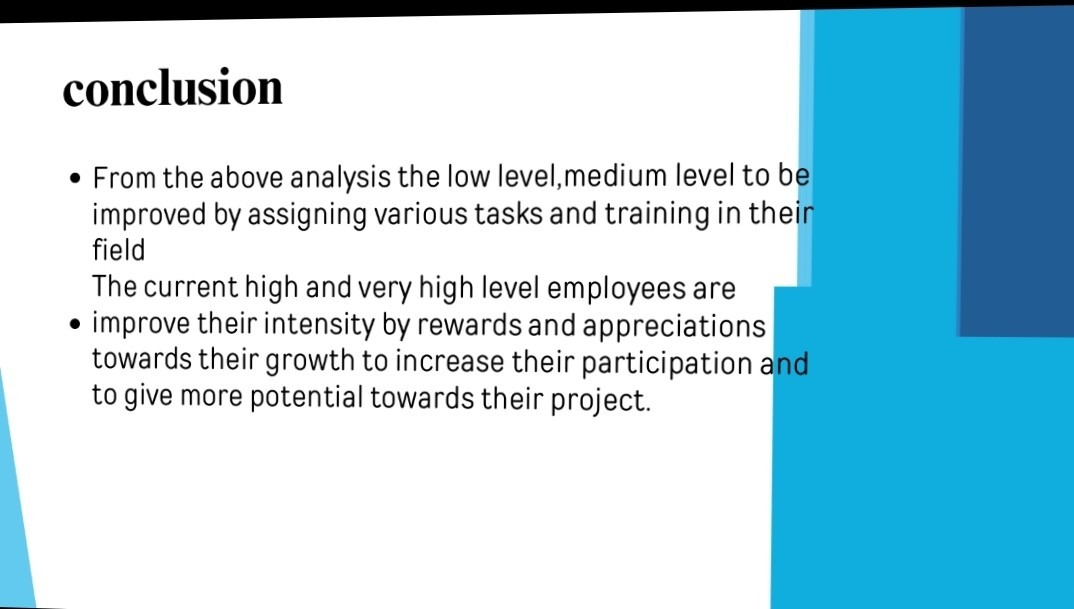 conclusion
• From the above analysis the low level,medium level to be
improved by assigning various tasks and training in their
field
The current high and very high level employees are
• improve their intensity by rewards and appreciations
towards their growth to increase their participation and
to give more potential towards their project.